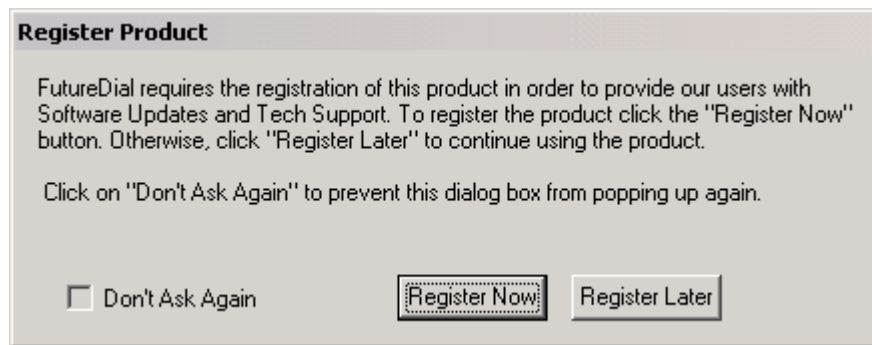 Register Product
FutureDial requires the registration of this product in order to provide our users with
Software Updates and Tech Support. To register the product click the "Register Now"
button. Otherwise, click "Register Later" to continue using the product.
Click on "Don't Ask Again" to prevent this dialog box from popping up again.
Don't Ask Again
Register Now
Register Later